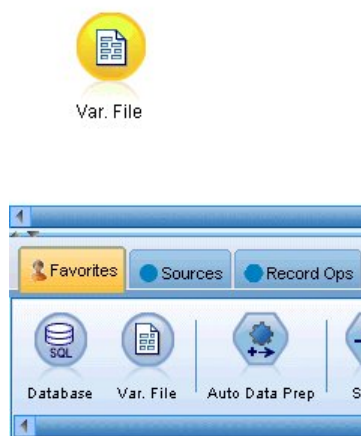 Var. File
Favorites Sources Record Ops
SQL
Database Var. File Auto Data Prep S